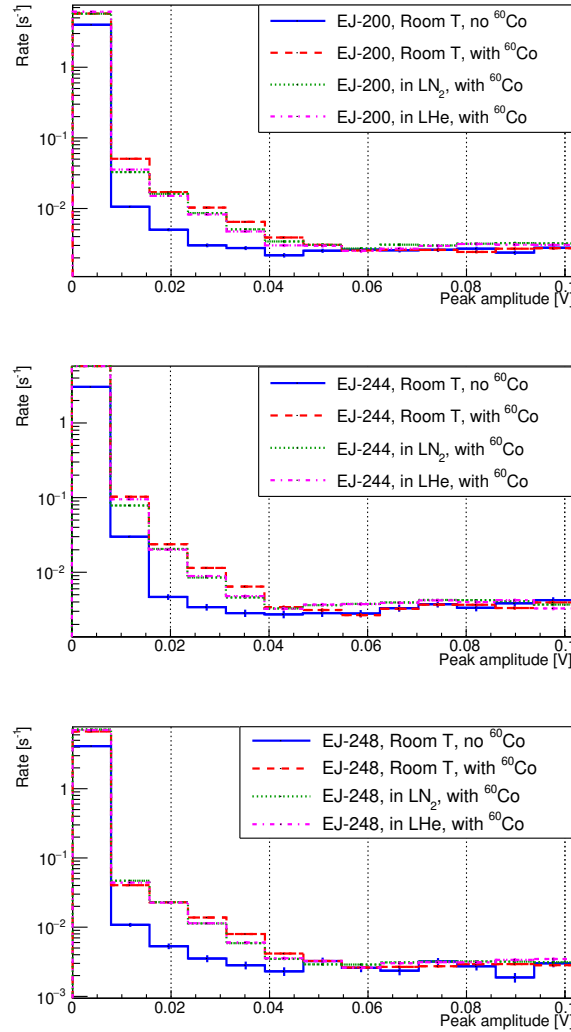 Rate [s⁻¹]
EJ-200, Room T, no ⁶⁰Co
EJ-200, Room T, with ⁶⁰Co
EJ-200, in LN₂, with ⁶⁰Co
EJ-200, in LHe, with ⁶⁰Co
1
10⁻¹
10⁻²
0 0.02 0.04 0.06 0.08 0.1
Peak amplitude [V]
Rate [s⁻¹]
EJ-244, Room T, no ⁶⁰Co
EJ-244, Room T, with ⁶⁰Co
EJ-244, in LN₂, with ⁶⁰Co
EJ-244, in LHe, with ⁶⁰Co
1
10⁻¹
10⁻²
0 0.02 0.04 0.06 0.08 0.1
Peak amplitude [V]
Rate [s⁻¹]
EJ-248, Room T, no ⁶⁰Co
EJ-248, Room T, with ⁶⁰Co
EJ-248, in LN₂, with ⁶⁰Co
EJ-248, in LHe, with ⁶⁰Co
1
10⁻¹
10⁻²
10⁻³
0 0.02 0.04 0.06 0.08 0.1
Peak amplitude [V]